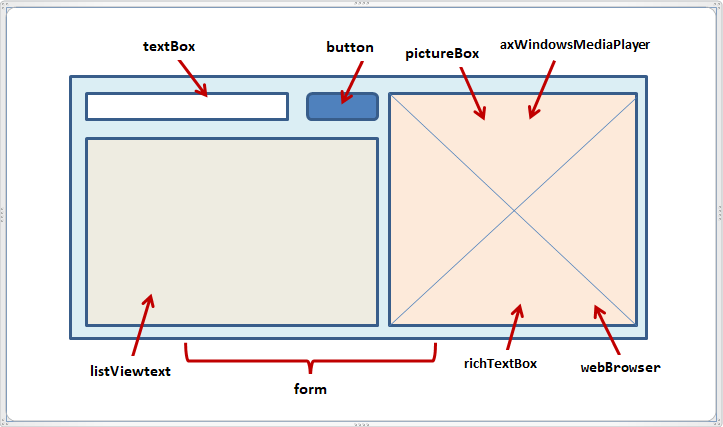 textBox
button
pictureBox
axWindowsMediaPlayer
listViewtext
form
richTextBox
webBrowser